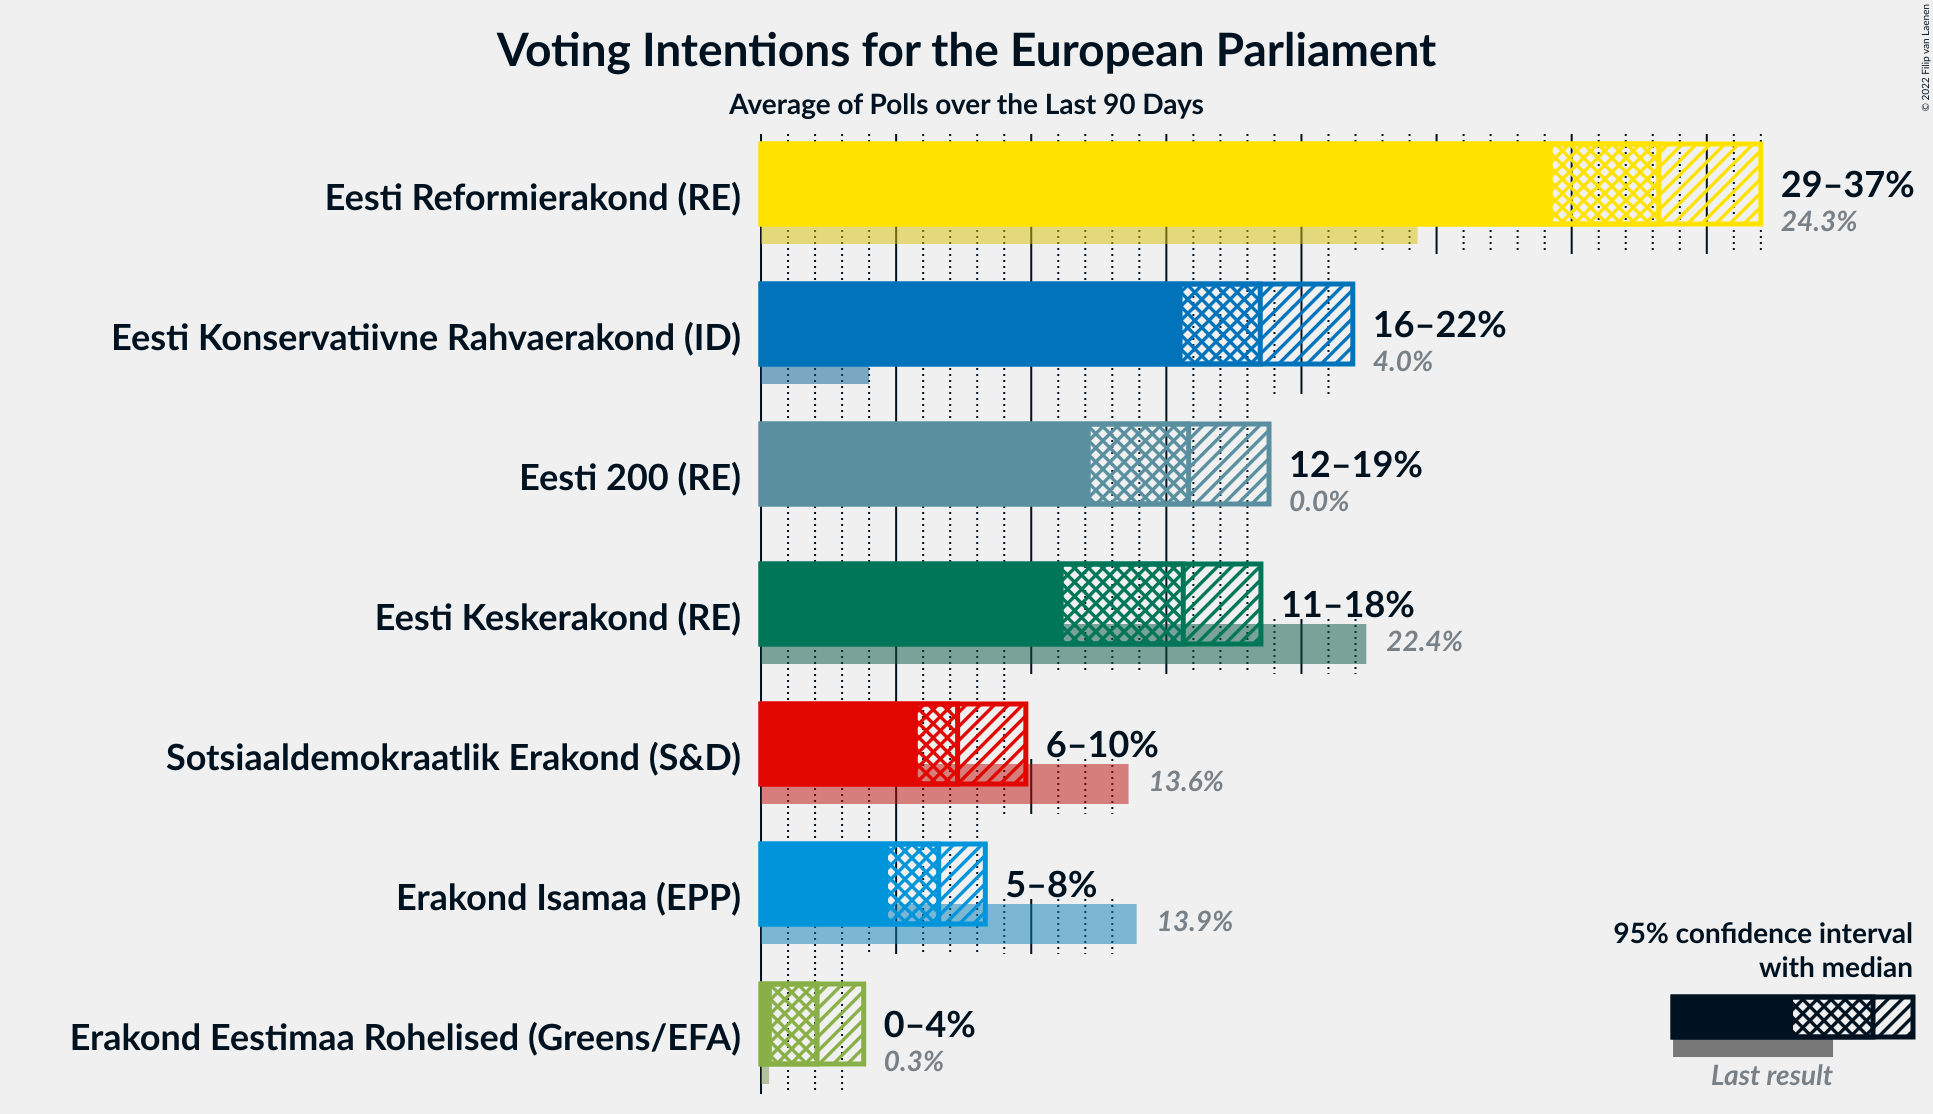 Voting Intentions for the European Parliament
Average of Polls over the Last 90 Days
© 2022 Filip van Laenen
Eesti Reformierakond (RE)
29–37%
24.3%
Eesti Konservatiivne Rahvaerakond (ID)
16–22%
4.0%
Eesti 200 (RE)
12–19%
0.0%
Eesti Keskerakond (RE)
11–18%
22.4%
Sotsiaaldemokraatlik Erakond (S&D)
6–10%
13.6%
Erakond Isamaa (EPP)
5–8%
13.9%
Erakond Eestimaa Rohelised (Greens/EFA)
0–4%
0.3%
95% confidence interval
with median
Last result